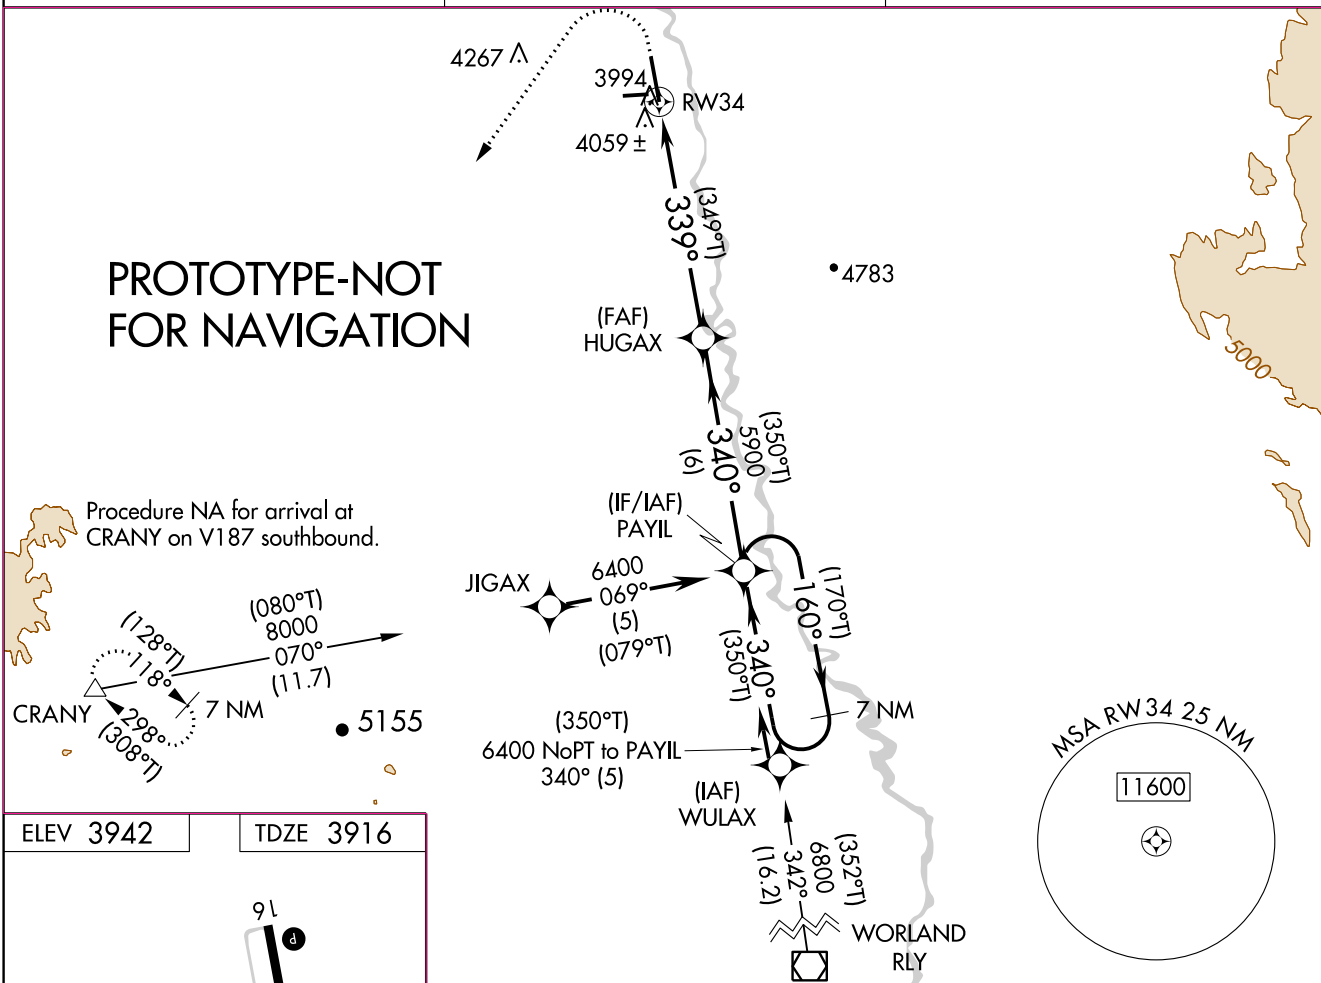 4267
3994
RW34
4059 ±
(349°T)
339°
PROTOTYPE-NOT
FOR NAVIGATION
4783
(FAF)
HUGAX
5000
(350°T)
5900
340°
(6)
Procedure NA for arrival at
CRANY on V187 southbound.
(IF/IAF)
PAYIL
JIGAX
6400
069°
(5)
(079°T)
(170°T)
160°
340°
(350°T)
(080°T)
8000
070°
(11.7)
(128°T)
118°
CRANY
298°
(308°T)
7 NM
5155
7 NM
(350°T)
6400 NoPT to PAYIL
340° (5)
(IAF)
WULAX
MSA RW34 25 NM
11600
ELEV 3942
TDZE 3916
(352°T)
6800
342°
(16.2)
16
P
WORLAND
RLY